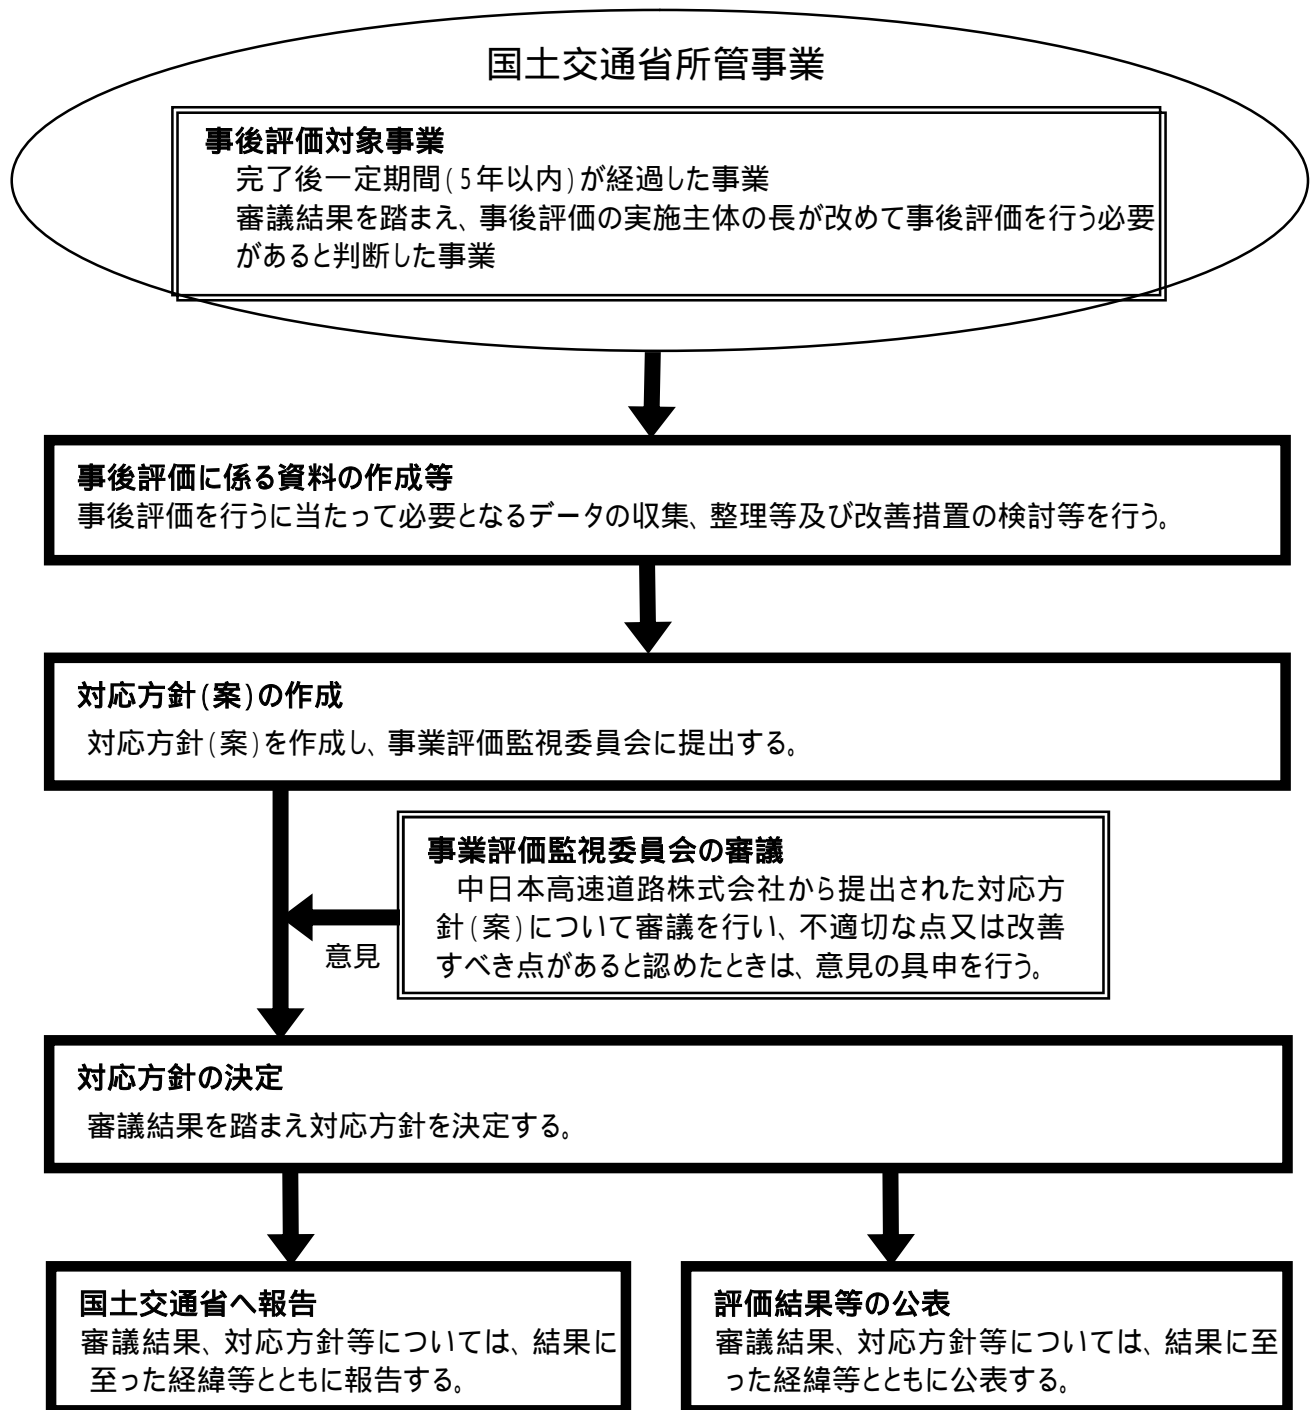 国土交通省所管事業
事後評価対象事業
完了後一定期間(5年以内)が経過した事業
審議結果を踏まえ、事後評価の実施主体の長が改めて事後評価を行う必要
があると判断した事業
事後評価に係る資料の作成等
事後評価を行うに当たって必要となるデータの収集、整理等及び改善措置の検討等を行う。
対応方針(案)の作成
対応方針(案)を作成し、事業評価監視委員会に提出する。
事業評価監視委員会の審議
中日本高速道路株式会社から提出された対応方
針(案)について審議を行い、不適切な点又は改善
すべき点があると認めたときは、意見の具申を行う。
意見
対応方針の決定
審議結果を踏まえ対応方針を決定する。
国土交通省へ報告
審議結果、対応方針等については、結果に
至った経緯等とともに報告する。
評価結果等の公表
審議結果、対応方針等については、結果に至
った経緯等とともに公表する。